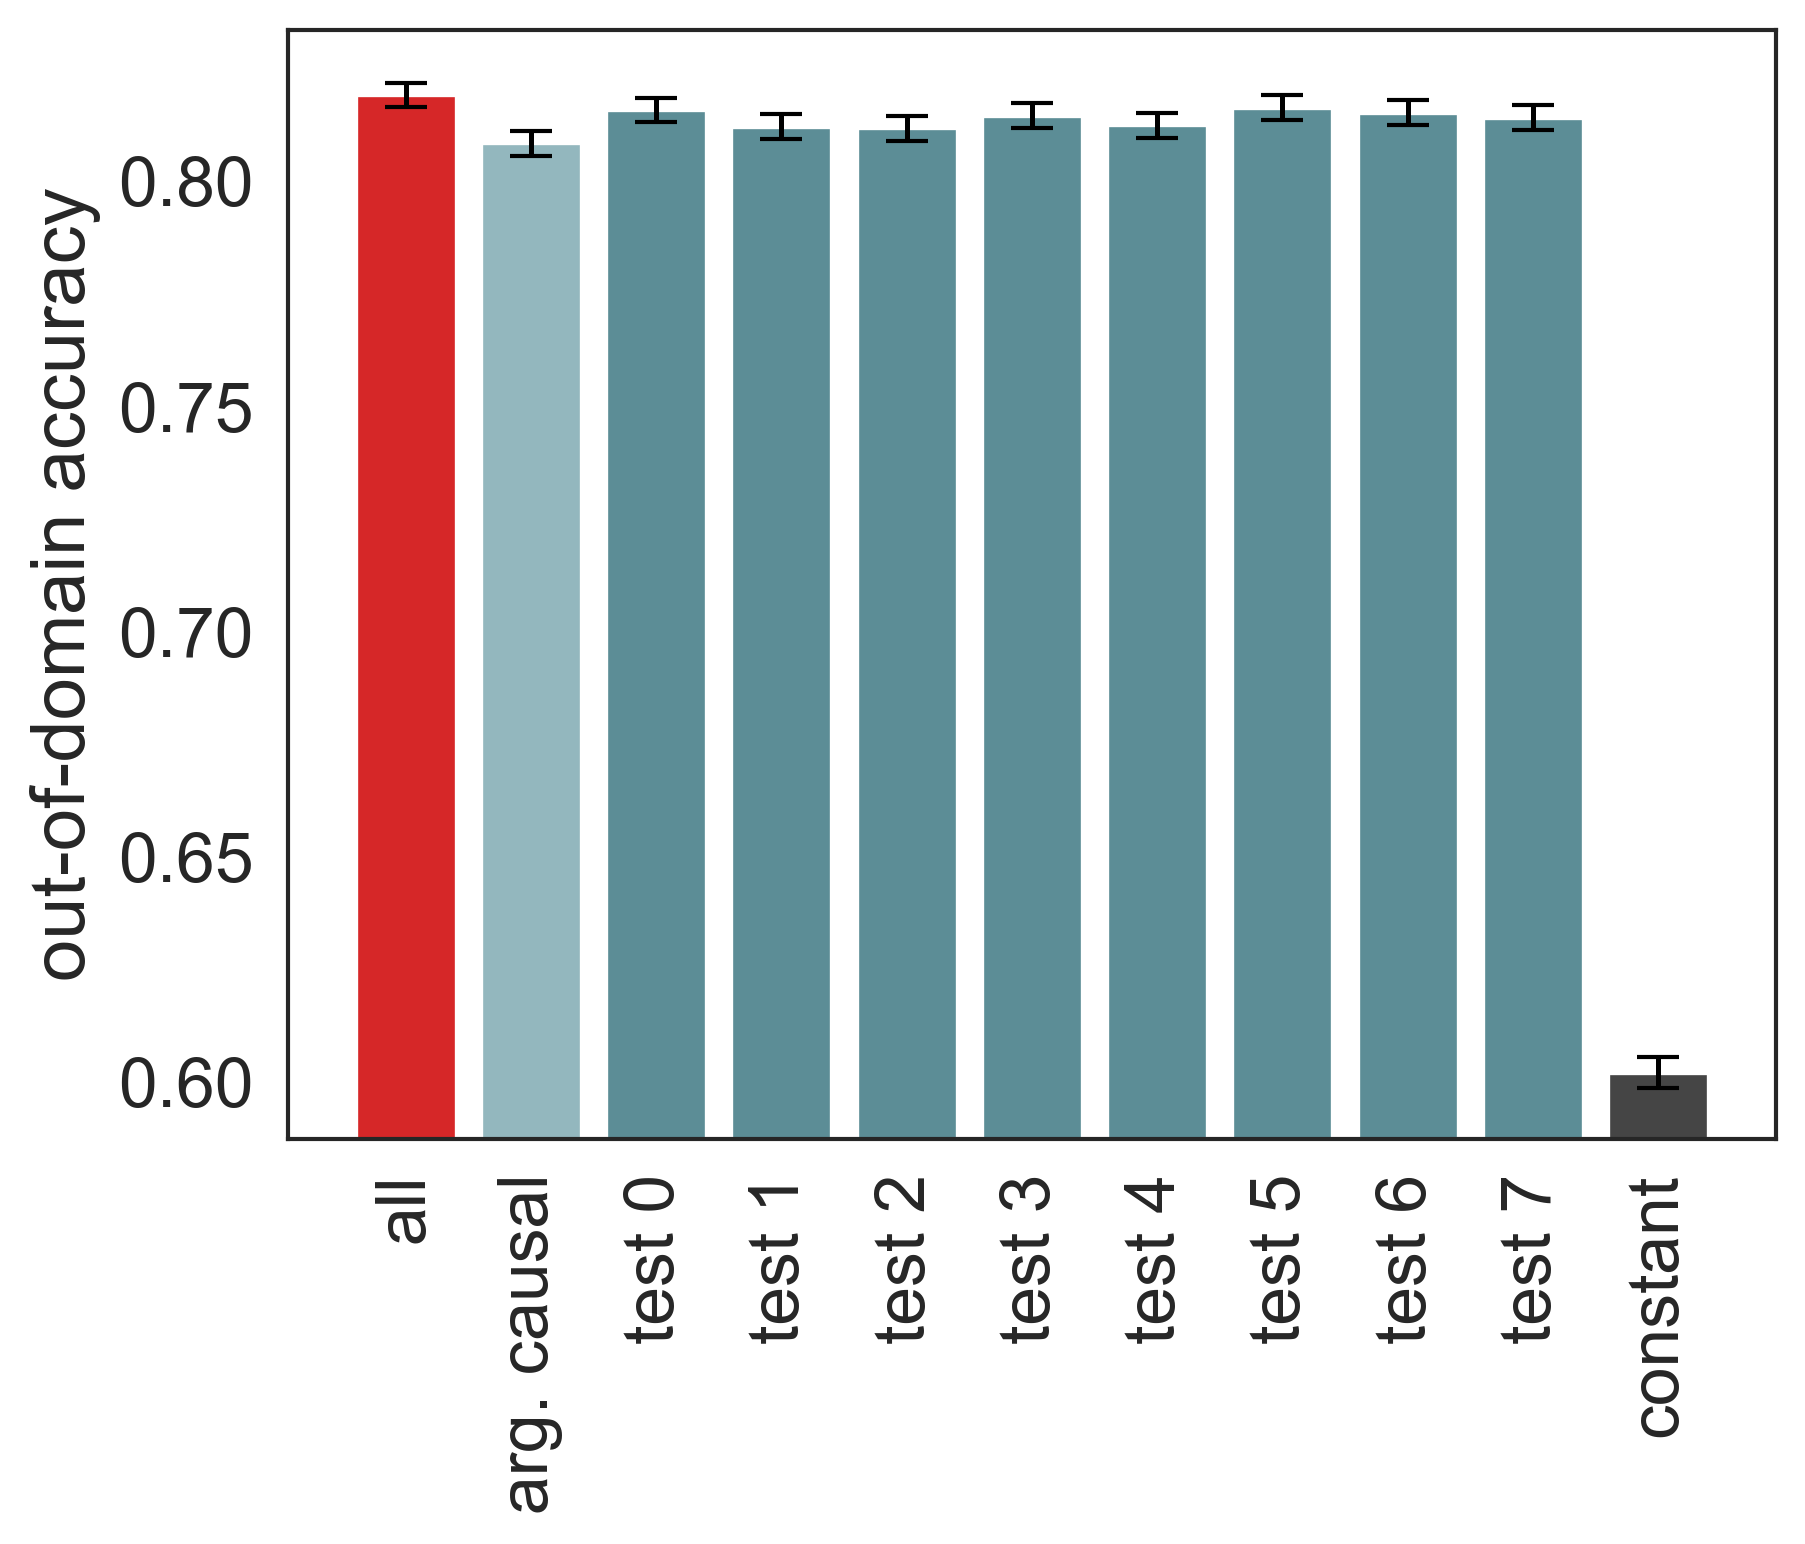 out-of-domain accuracy
0.80
0.75
0.70
0.65
0.60
all
arg. causal
test 0
test 1
test 2
test 3
test 4
test 5
test 6
test 7
constant